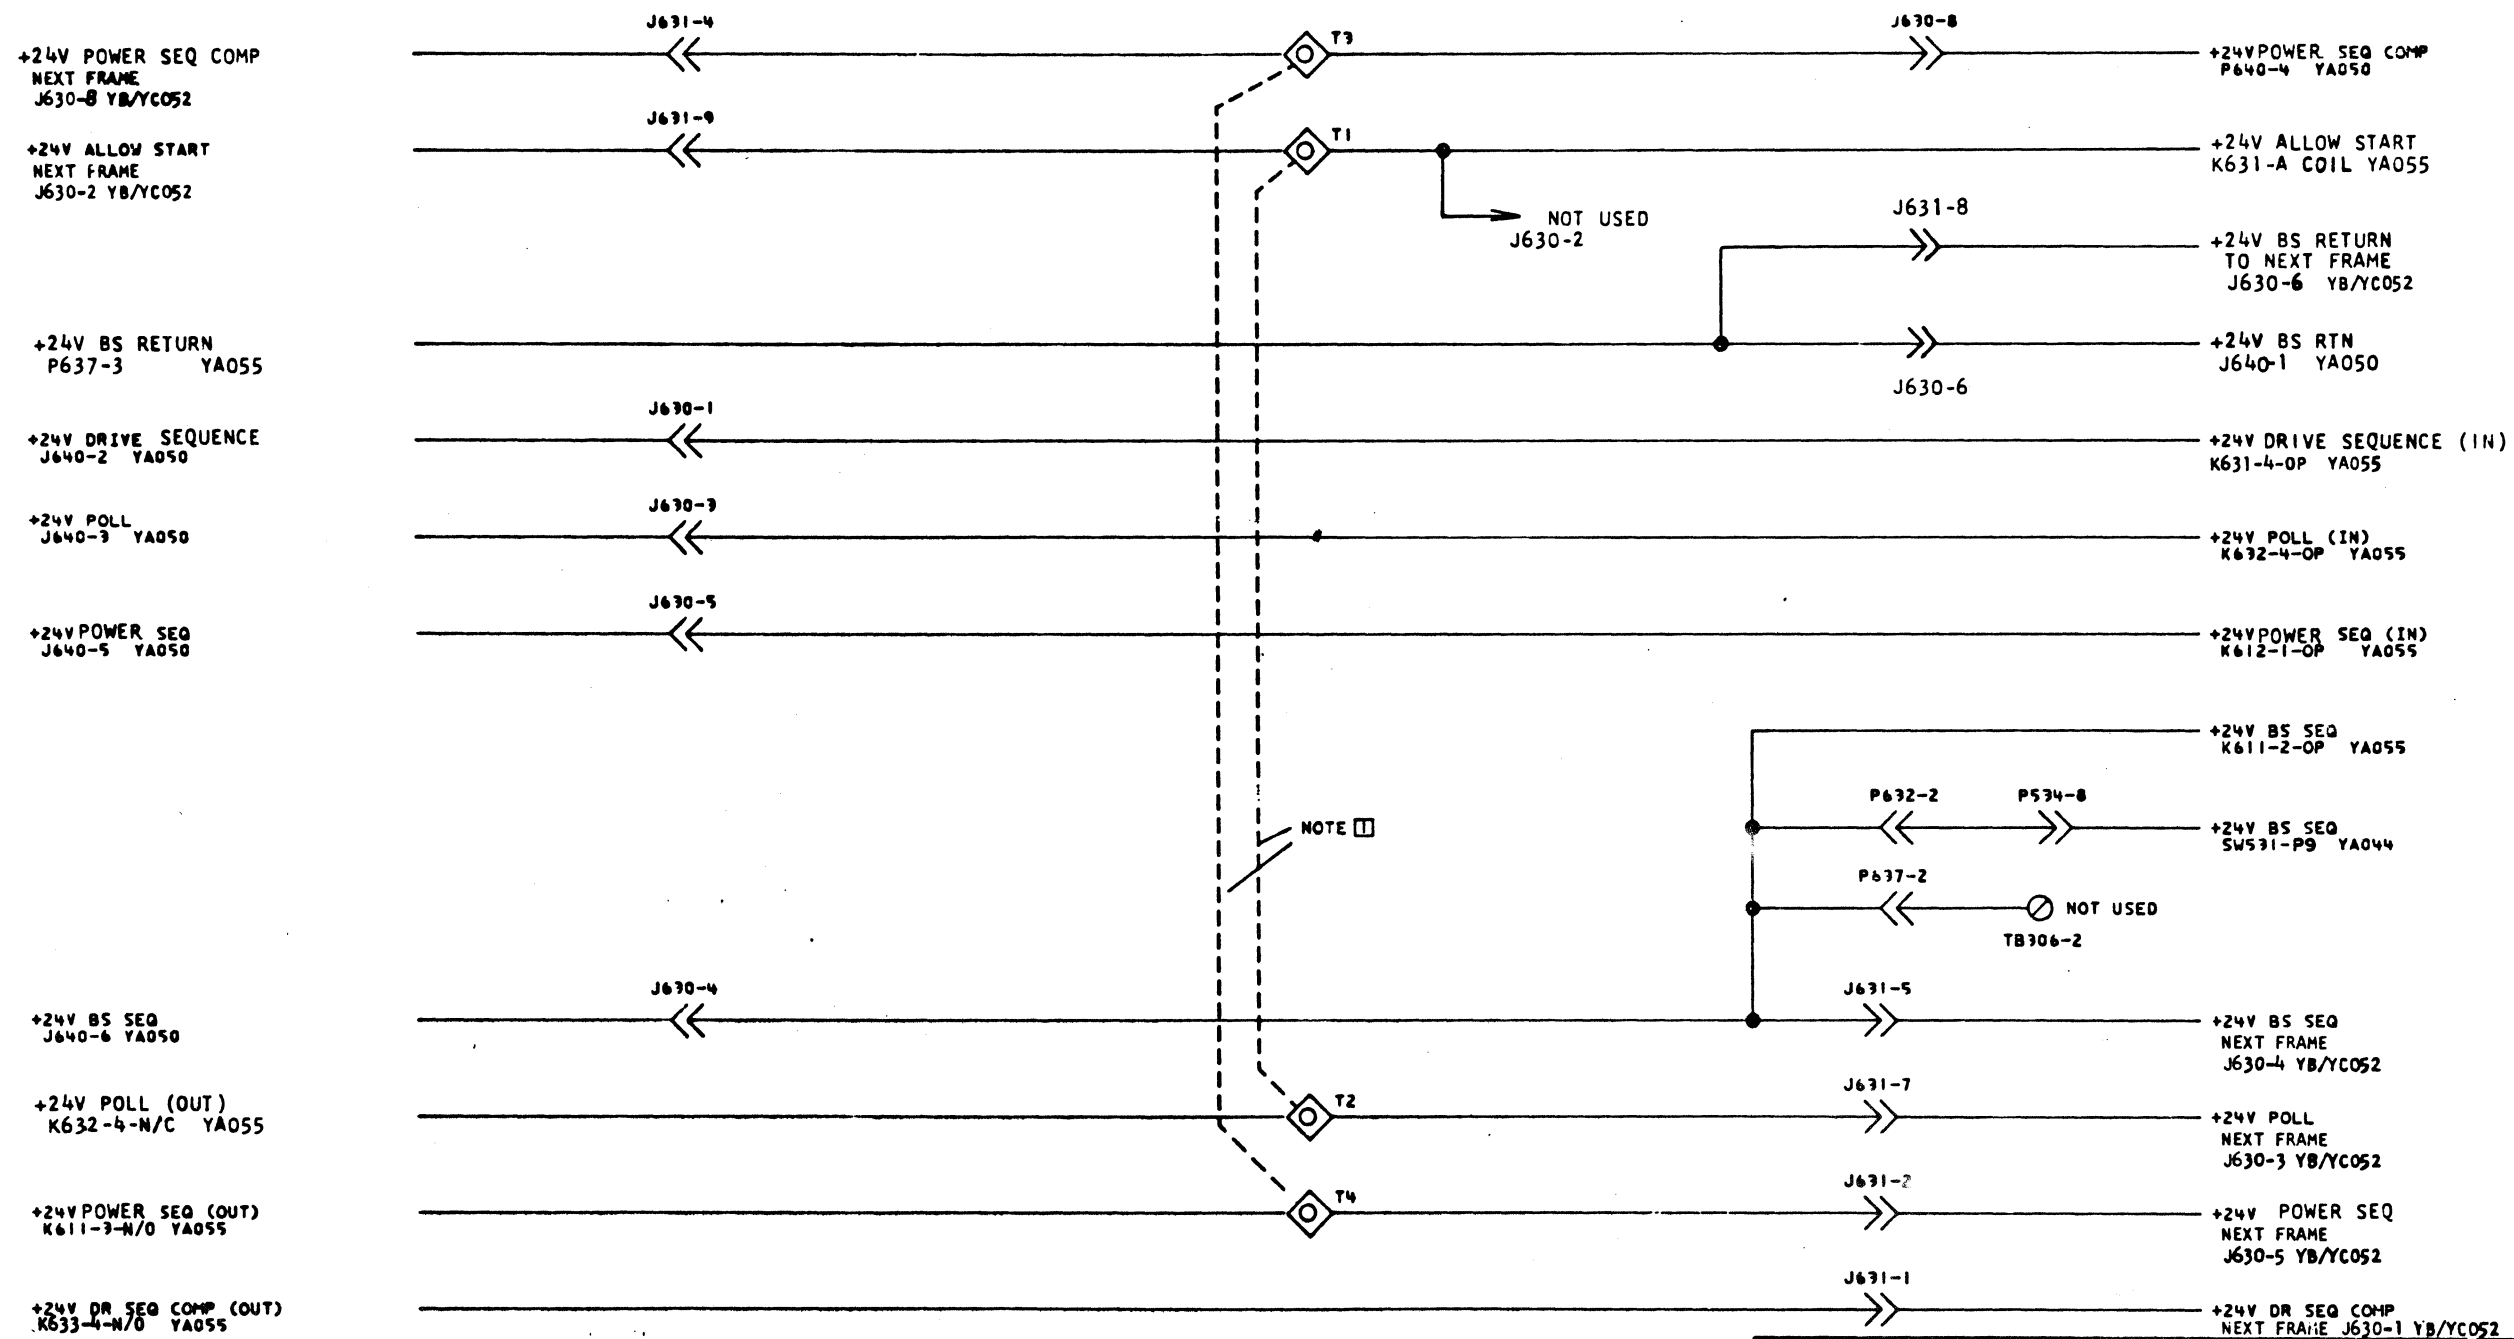 J631-4
J630-8
+24V POWER SEQ COMP
NEXT FRAME
J630-8 YB/YC052
T3
+24V POWER SEQ COMP
P640-4 YA050
J631-9
+24V ALLOW START
NEXT FRAME
J630-2 YB/YC052
T1
+24V ALLOW START
K631-A COIL YA055
NOT USED
J630-2
J631-8
+24V BS RETURN
TO NEXT FRAME
J630-6 YB/YC052
+24V BS RETURN
P637-3 YA055
+24V BS RTN
J640-1 YA050
J630-6
J630-1
+24V DRIVE SEQUENCE
J640-2 YA050
+24V DRIVE SEQUENCE (IN)
K631-4-OP YA055
J630-3
+24V POLL
J640-3 YA050
+24V POLL (IN)
K632-4-OP YA055
J630-5
+24V POWER SEQ
J640-5 YA050
+24V POWER SEQ (IN)
K612-1-OP YA055
+24V BS SEQ
K611-2-OP YA055
P632-2
P534-8
NOTE 1
+24V BS SEQ
SW531-P9 YA044
P637-2
NOT USED
TB306-2
J630-4
J631-5
+24V BS SEQ
J640-6 YA050
+24V BS SEQ
NEXT FRAME
J630-4 YB/YC052
J631-7
+24V POLL (OUT)
K632-4-N/C YA055
T2
+24V POLL
NEXT FRAME
J630-3 YB/YC052
J631-2
+24V POWER SEQ (OUT)
K611-3-N/O YA055
T4
+24V POWER SEQ
NEXT FRAME
J630-5 YB/YC052
J631-1
+24V DR SEQ COMP (OUT)
K633-4-N/O YA055
+24V DR SEQ COMP
NEXT FRAME J630-1 YB/YC052